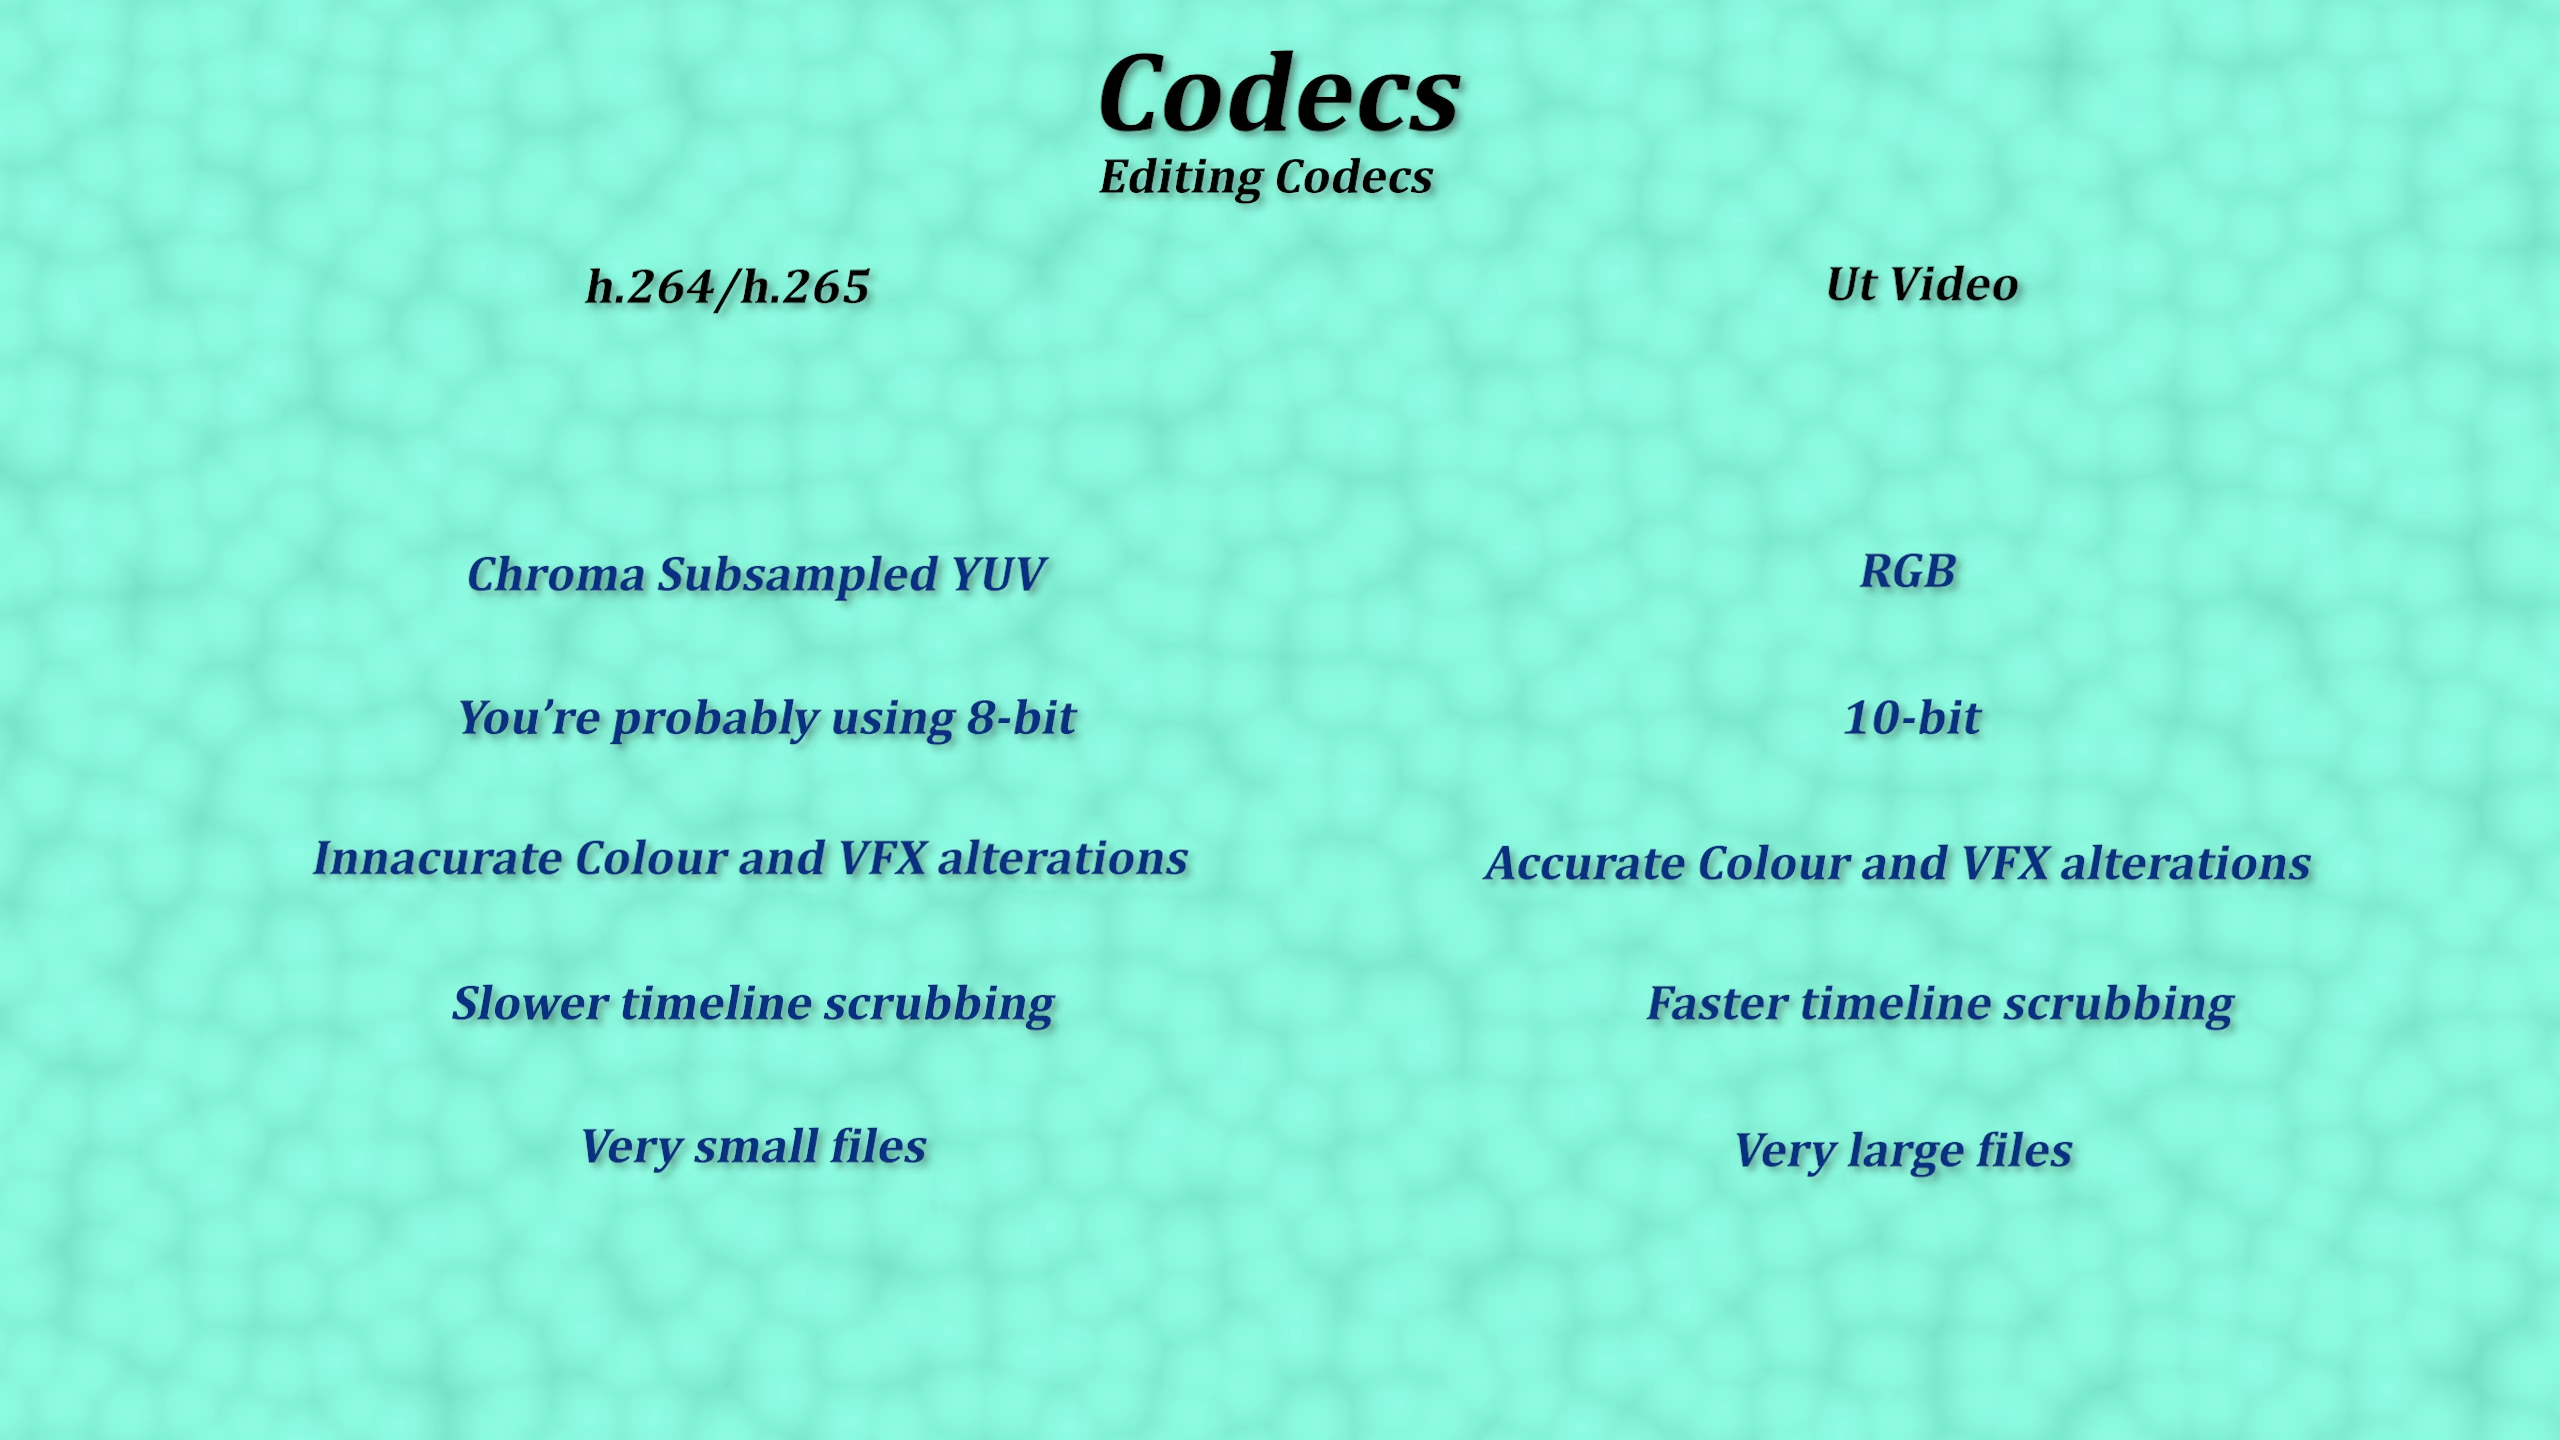 Codecs
Editing Codecs
h.264/h.265
Ut Video
Chroma Subsampled YUV
RGB
You’re probably using 8-bit
10-bit
Innacurate Colour and VFX alterations
Accurate Colour and VFX alterations
Slower timeline scrubbing
Faster timeline scrubbing
Very small files
Very large files